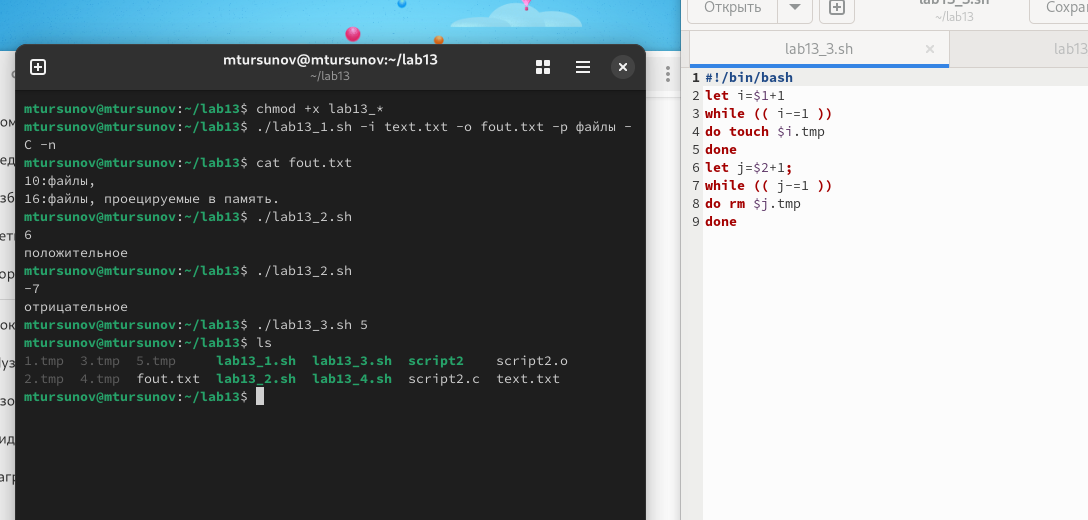 Открыть
~/lab13
lab13_3.sh
mtursunov@mtursunov:~/lab13
~/lab13
mtursunov@mtursunov:~/lab13$ chmod +x lab13_*
mtursunov@mtursunov:~/lab13$ ./lab13_1.sh -i text.txt -o fout.txt -p файлы -
C -n
mtursunov@mtursunov:~/lab13$ cat fout.txt
10:файлы,
16:файлы, проецируемые в память.
mtursunov@mtursunov:~/lab13$ ./lab13_2.sh
6
положительное
mtursunov@mtursunov:~/lab13$ ./lab13_2.sh
-7
отрицательное
mtursunov@mtursunov:~/lab13$ ./lab13_3.sh 5
mtursunov@mtursunov:~/lab13$ ls
1.tmp 3.tmp 5.tmp lab13_1.sh lab13_3.sh script2 script2.o
2.tmp 4.tmp fout.txt lab13_2.sh lab13_4.sh script2.c text.txt
mtursunov@mtursunov:~/lab13$
1 #!/bin/bash
2 let i=$1+1
3 while (( i-=1 ))
4 do touch $i.tmp
5 done
6 let j=$2+1;
7 while (( j-=1 ))
8 do rm $j.tmp
9 done